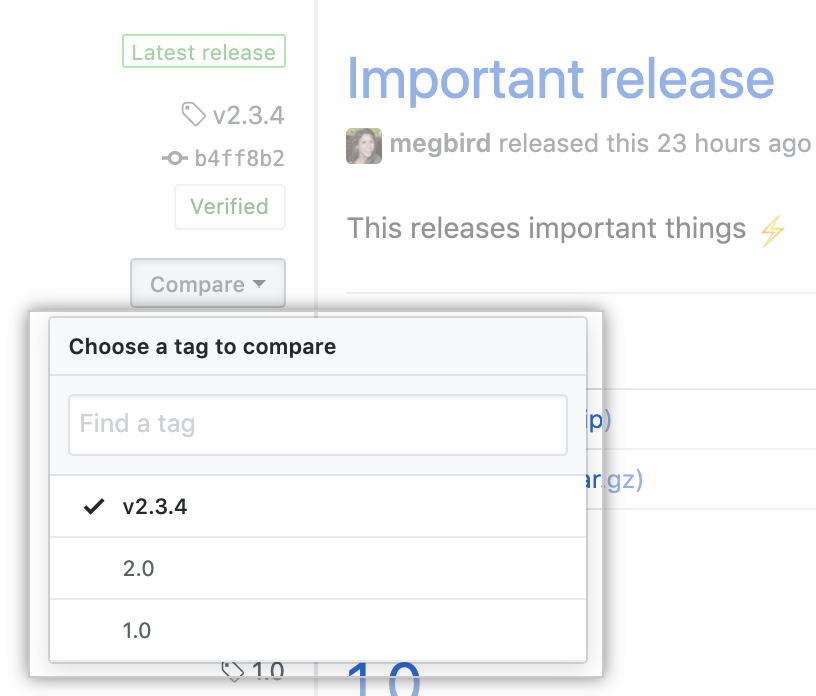 Latest release
v2.3.4
b4ff8b2
Verified
Compare
Important release
megbird released this 23 hours ago
This releases important things ⚡
Choose a tag to compare
Find a tag
v2.3.4
2.0
1.0
ip)
ar.gz)
1.0
1.0